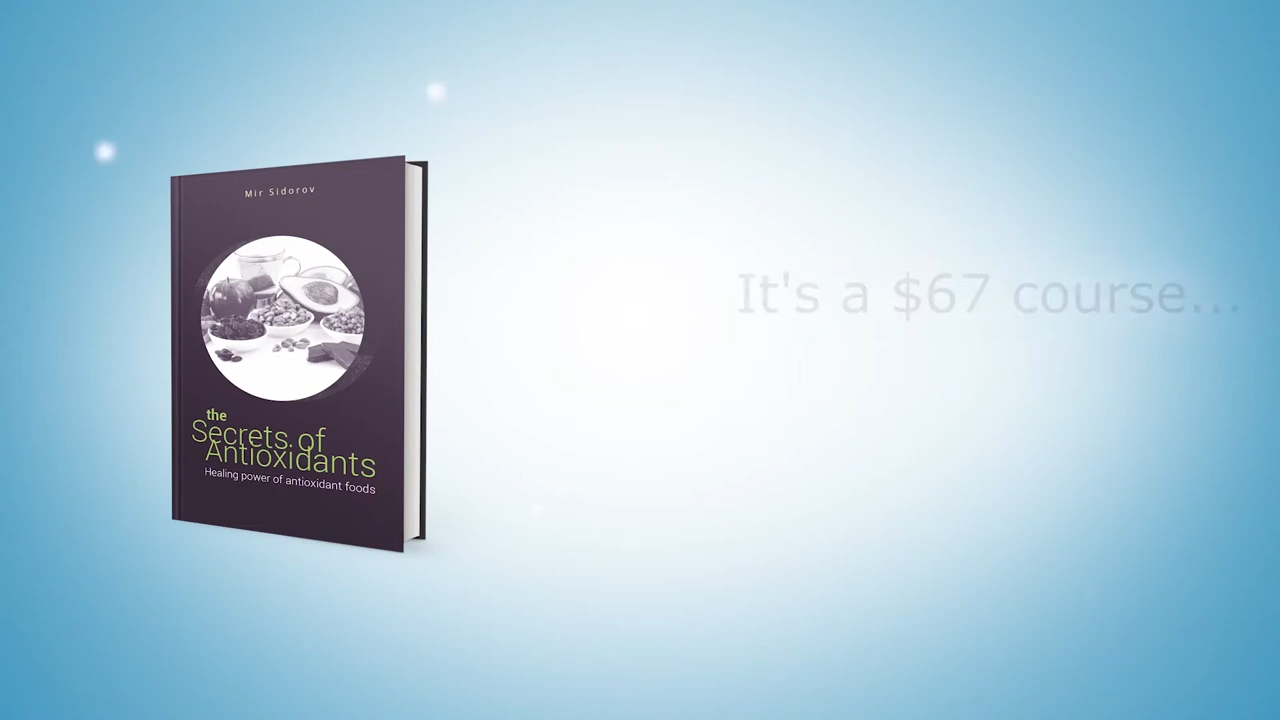 Mir Sidorov
the
Secrets of
Antioxidants
Healing power of antioxidant foods
It's a $67 course...